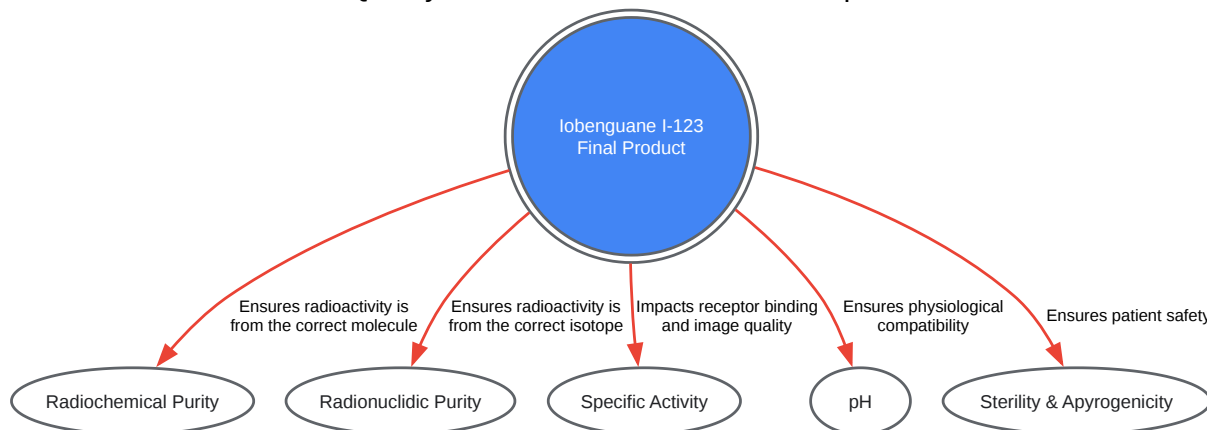 Iobenguane I-123
Final Product
Ensures radioactivity is
from the correct molecule
Ensures radioactivity is
from the correct isotope
Impacts receptor binding
and image quality
Ensures physiological
compatibility
Ensures patient safety
Radiochemical Purity
Radionuclidic Purity
Specific Activity
pH
Sterility & Apyrogenicity